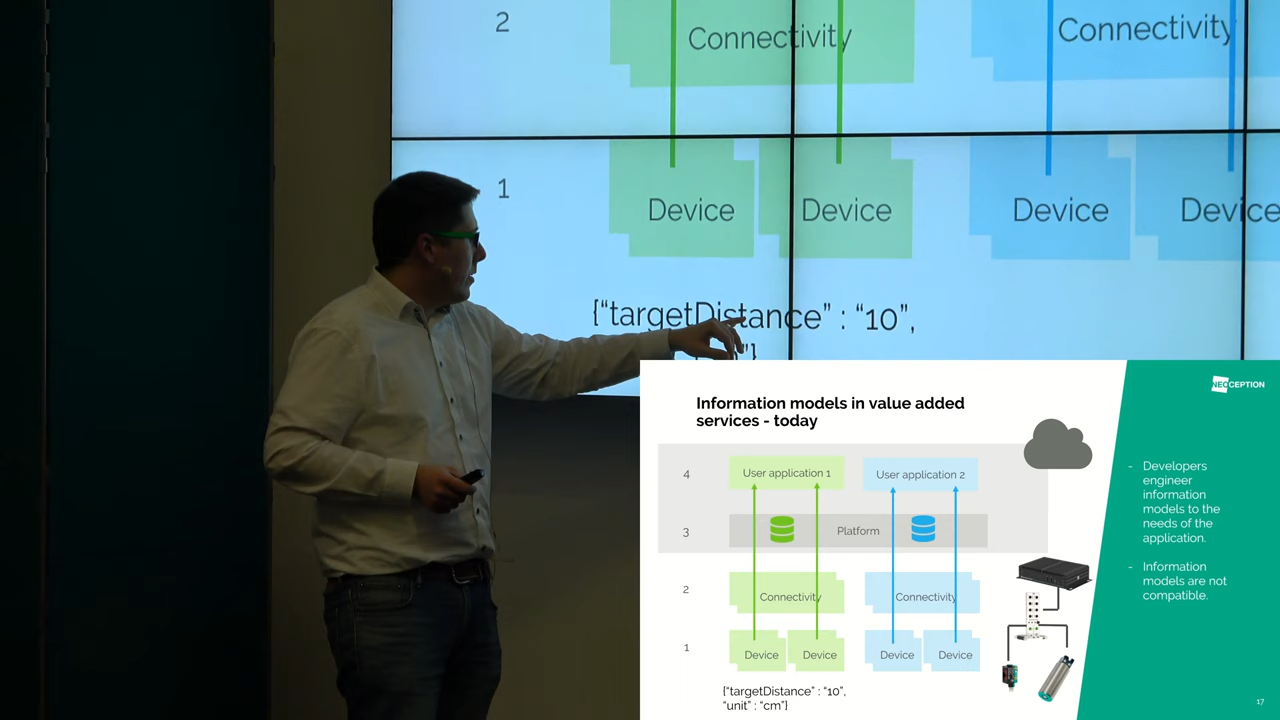 2
Connectivity
Connectivity
1
Device
Device
Device
Device
{“targetDistance” : “10”,
”}
NEOCEPTION
Information models in value added
services - today
4
User application 1
User application 2
3
Platform
2
Connectivity
Connectivity
1
Device
Device
Device
Device
{“targetDistance” : “10”,
“unit” : “cm”}
- Developers
engineer
information
models to the
needs of the
application.
- Information
models are not
compatible.
17